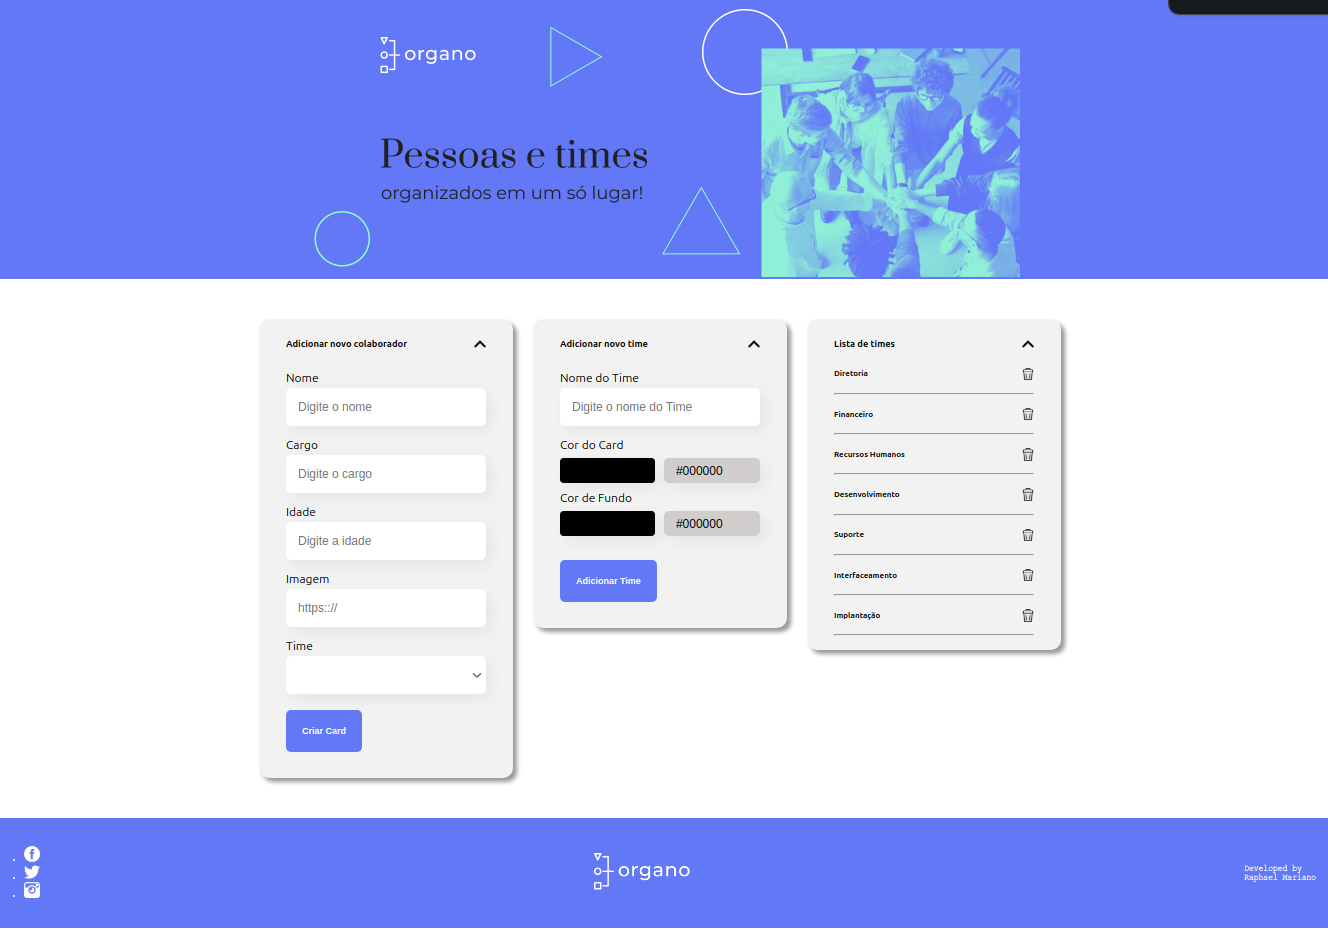 organo
Pessoas e times
organizados em um só lugar!
Adicionar novo colaborador
Nome
Digite o nome
Cargo
Digite o cargo
Idade
Digite a idade
Imagem
https:://
Time
Criar Card
Adicionar novo time
Nome do Time
Digite o nome do Time
Cor do Card
#000000
Cor de Fundo
#000000
Adicionar Time
Lista de times
Diretoria
Financeiro
Recursos Humanos
Desenvolvimento
Suporte
Interfaceamento
Implantação
organo
Developed by
Raphael Mariano